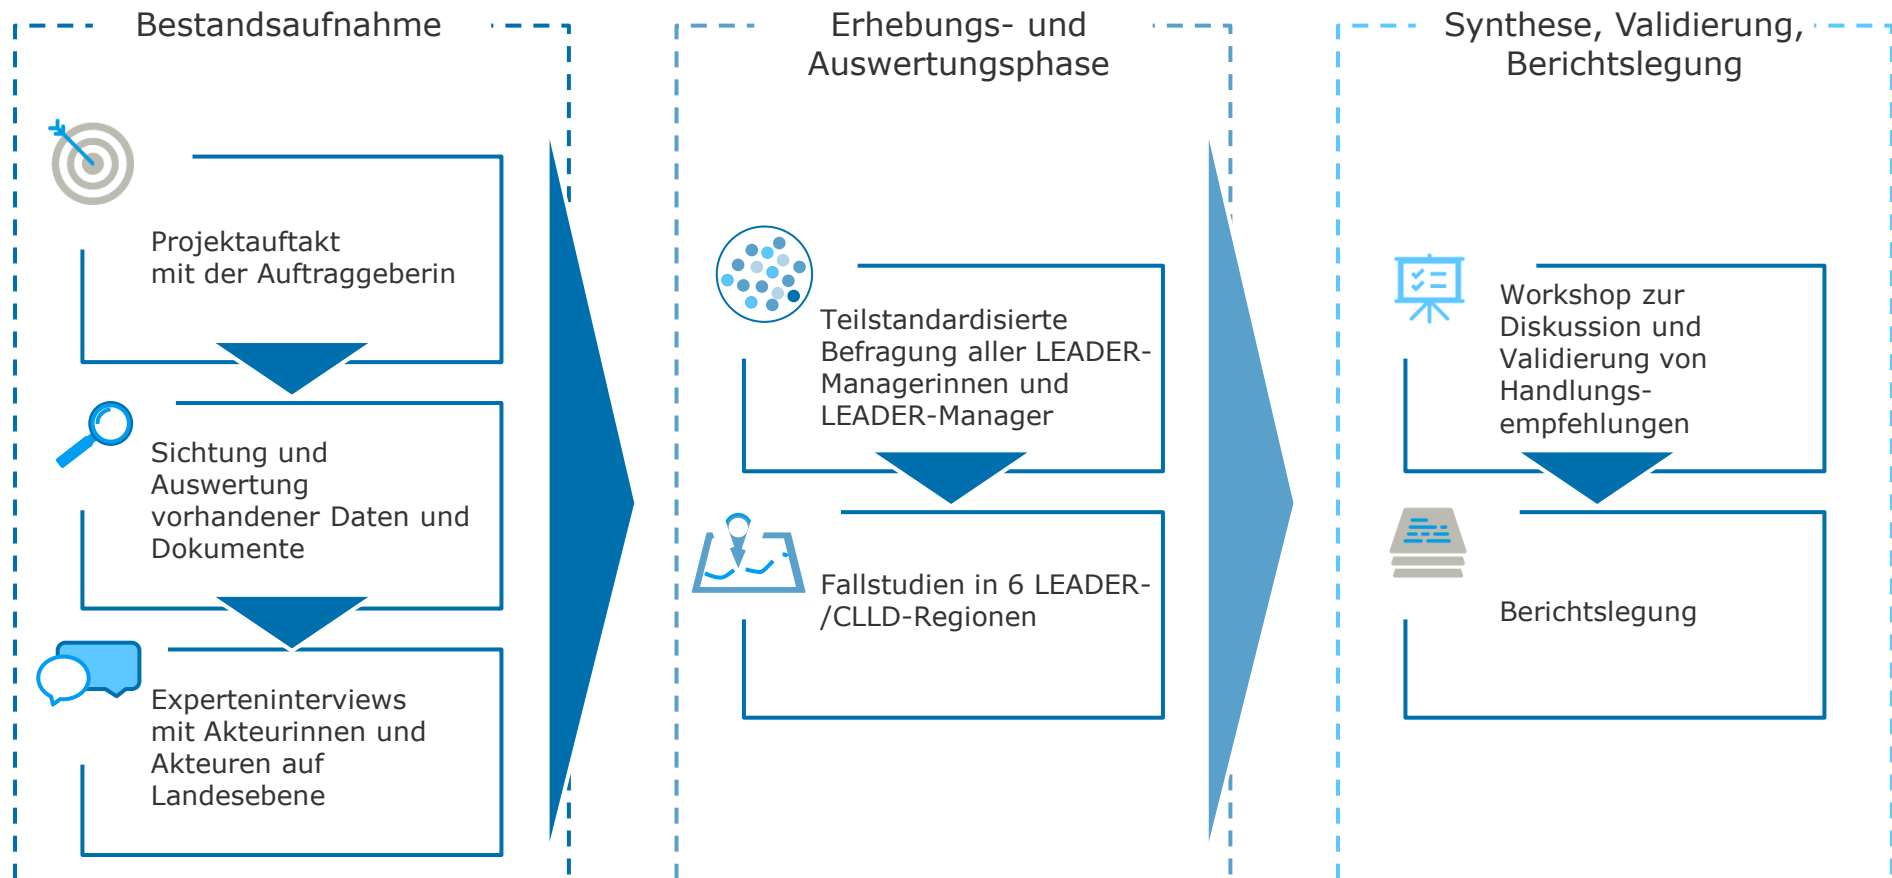 Bestandsaufnahme
Projektauftakt
mit der Auftraggeberin
Sichtung und
Auswertung
vorhandener Daten und
Dokumente
Experteninterviews
mit Akteurinnen und
Akteuren auf
Landesebene
Erhebungs- und
Auswertungsphase
Teilstandardisierte
Befragung aller LEADER-
Managerinnen und
LEADER-Manager
Fallstudien in 6 LEADER-
/CLLD-Regionen
Synthese, Validierung,
Berichtslegung
Workshop zur
Diskussion und
Validierung von
Handlungs-
empfehlungen
Berichtslegung